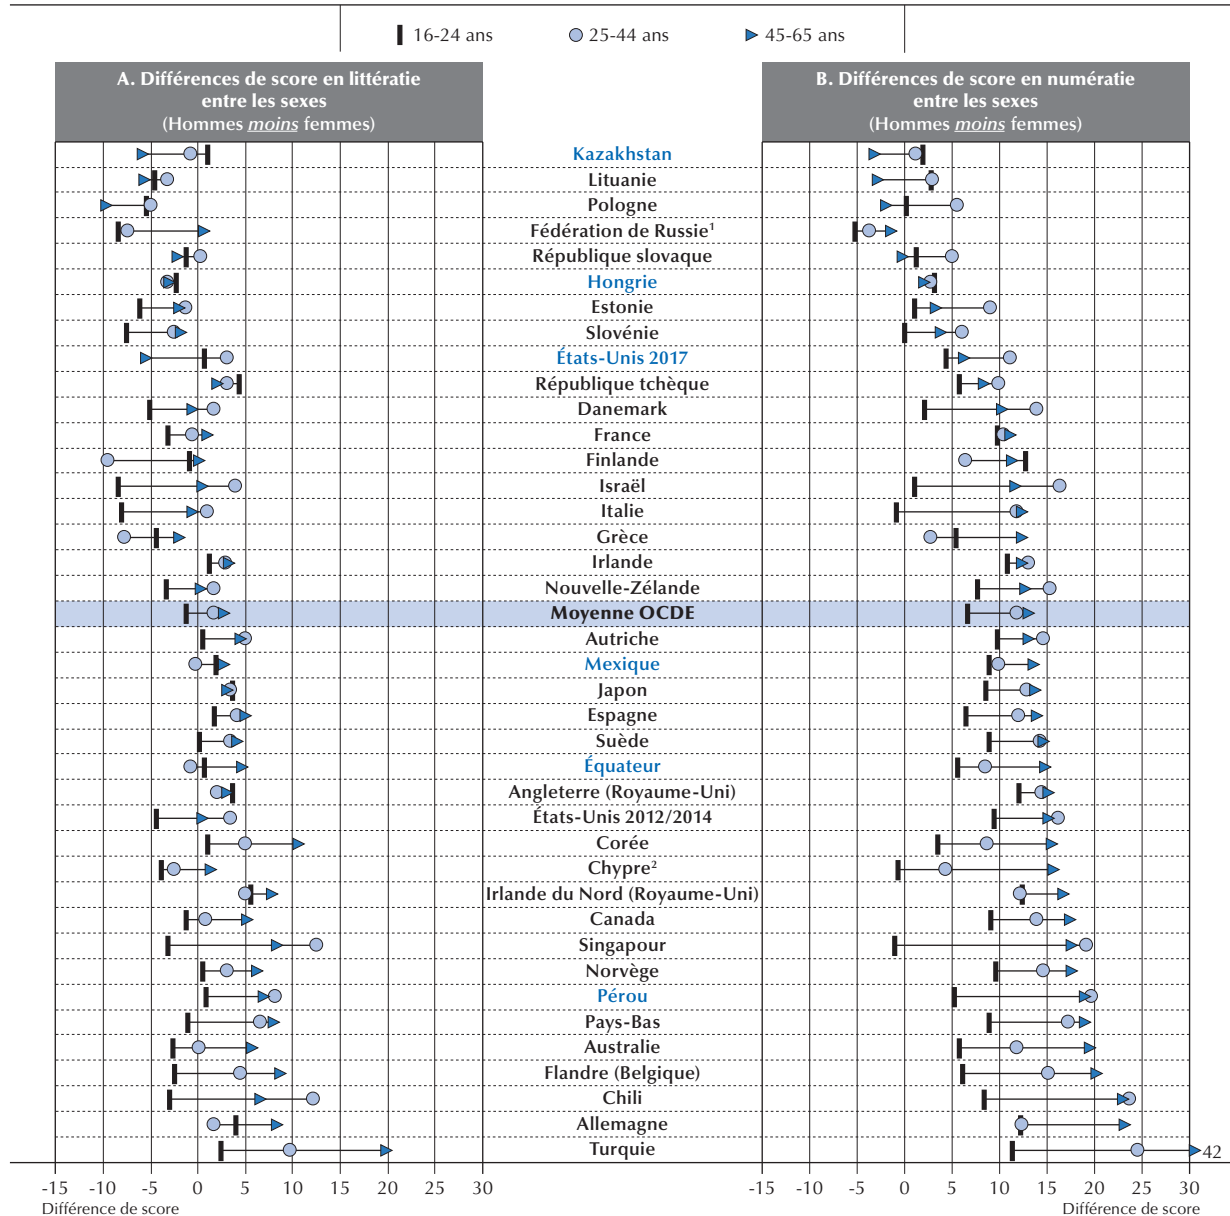 16-24 ans 25-44 ans 45-65 ans
A. Différences de score en littératie
entre les sexes
(Hommes moins femmes)
B. Différences de score en numératie
entre les sexes
(Hommes moins femmes)
Kazakhstan
Lituanie
Pologne
Fédération de Russie¹
République slovaque
Hongrie
Estonie
Slovénie
États-Unis 2017
République tchèque
Danemark
France
Finlande
Israël
Italie
Grèce
Irlande
Nouvelle-Zélande
Moyenne OCDE
Autriche
Mexique
Japon
Espagne
Suède
Équateur
Angleterre (Royaume-Uni)
États-Unis 2012/2014
Corée
Chypre²
Irlande du Nord (Royaume-Uni)
Canada
Singapour
Norvège
Pérou
Pays-Bas
Australie
Flandre (Belgique)
Chili
Allemagne
Turquie 42
-15 -10 -5 0 5 10 15 20 25 30 -15 -15 -5 0 5 10 15 20 25 30
Différence de score Différence de score